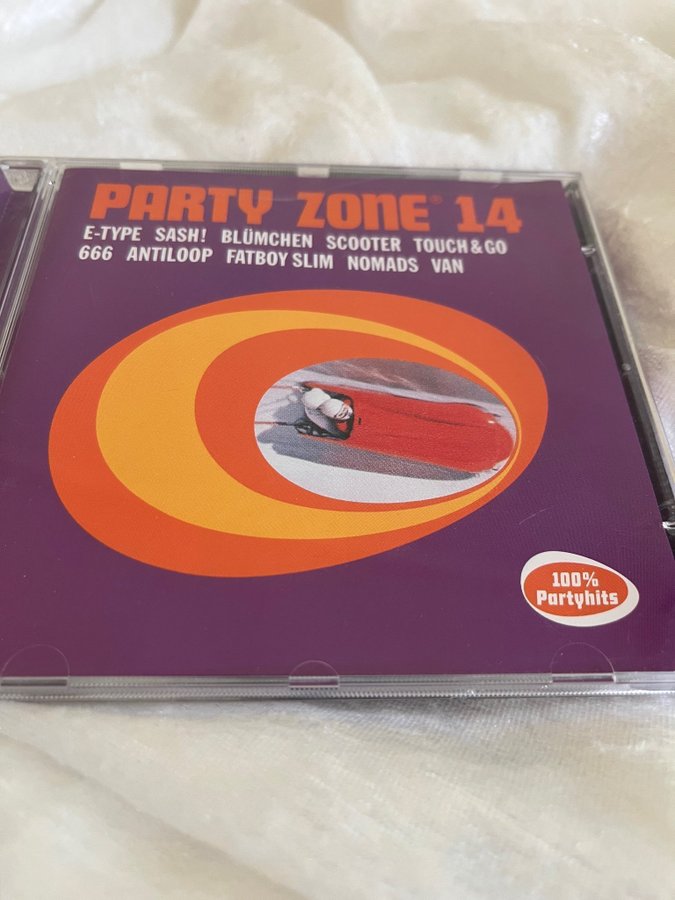 PARTY ZONE® 14
E-TYPE SASH! BLÜMCHEN SCOOTER TOUCH & GO
666 ANTILOOP FATBOY SLIM NOMADS VAN
100%
Partyhits